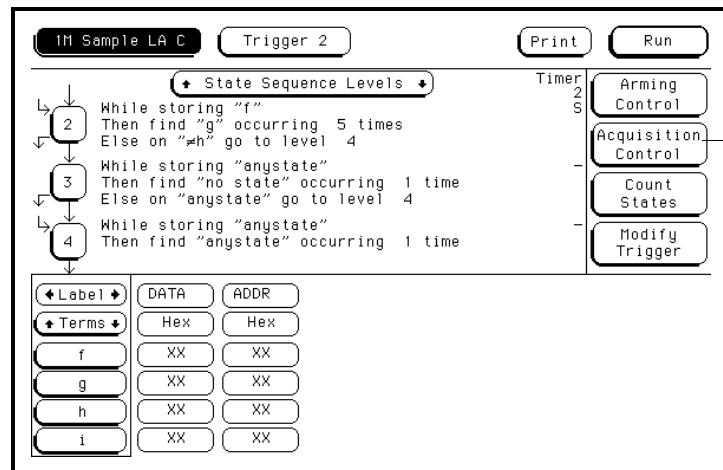 1M Sample LA C Trigger 2 Print Run
State Sequence Levels
Timer
2
S
2 While storing "f"
Then find "g" occurring 5 times
Else on "≠h" go to level 4
3 While storing "anystate" -
Then find "no state" occurring 1 time
Else on "anystate" go to level 4
4 While storing "anystate" -
Then find "anystate" occurring 1 time
Arming
Control
Acquisition
Control
Count
States
Modify
Trigger
Label DATA ADDR
Terms Hex Hex
f XX XX
g XX XX
h XX XX
i XX XX